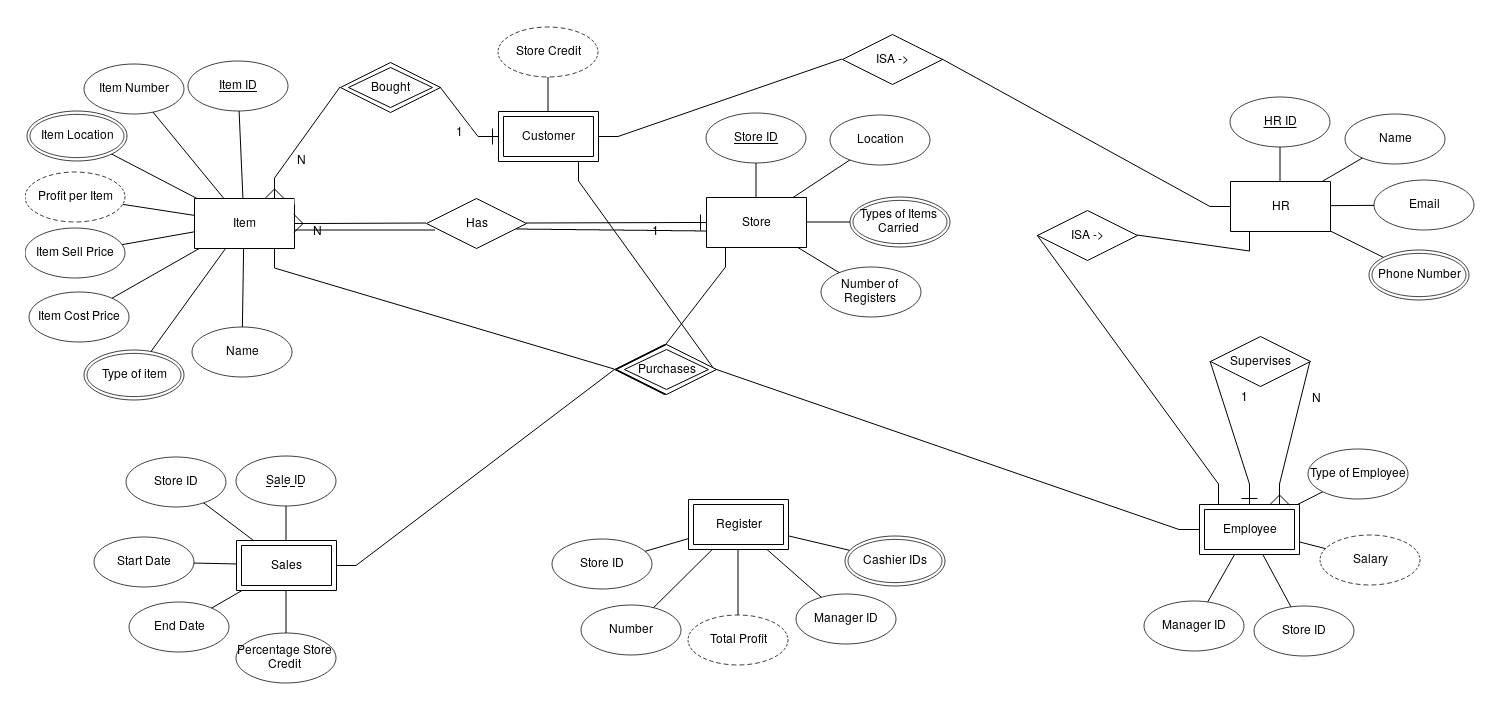 Store Credit
ISA ->
Item Number
Item ID
Bought
HR ID
Item Location
1
Customer
Store ID
Location
Name
N
Profit per Item
Email
HR
Item
Has
Store
Types of Items
Carried
N
1
ISA ->
Item Sell Price
Phone Number
Number of
Registers
Item Cost Price
Name
Type of item
Purchases
Supervises
1
N
Store ID
Sale ID
Type of Employee
Register
Employee
Start Date
Sales
Store ID
Cashier IDs
Salary
End Date
Number
Total Profit
Manager ID
Manager ID
Store ID
Percentage Store
Credit